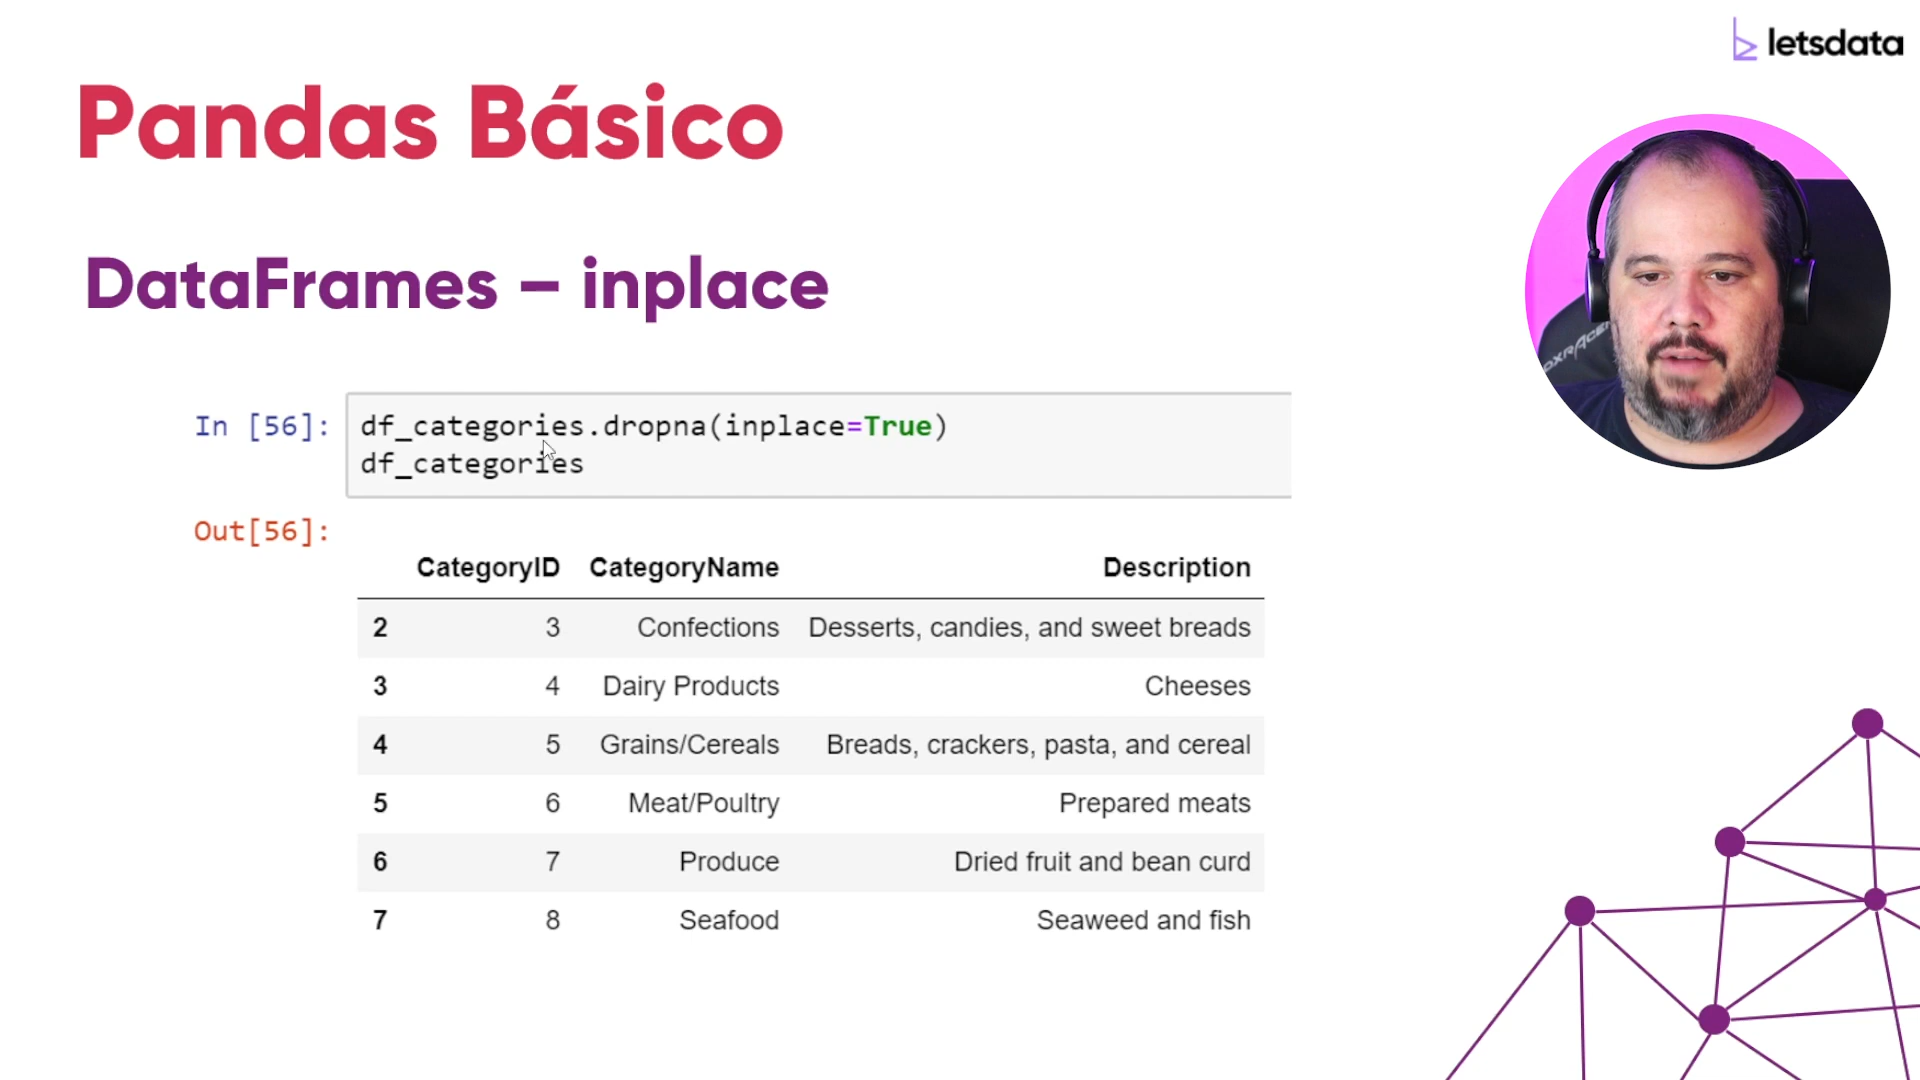 letsdata
Pandas Básico
DataFrames – inplace
In [56]: df_categories.dropna(inplace=True)
df_categories
Out[56]:
CategoryID CategoryName Description
2 3 Confections Desserts, candies, and sweet breads
3 4 Dairy Products Cheeses
4 5 Grains/Cereals Breads, crackers, pasta, and cereal
5 6 Meat/Poultry Prepared meats
6 7 Produce Dried fruit and bean curd
7 8 Seafood Seaweed and fish